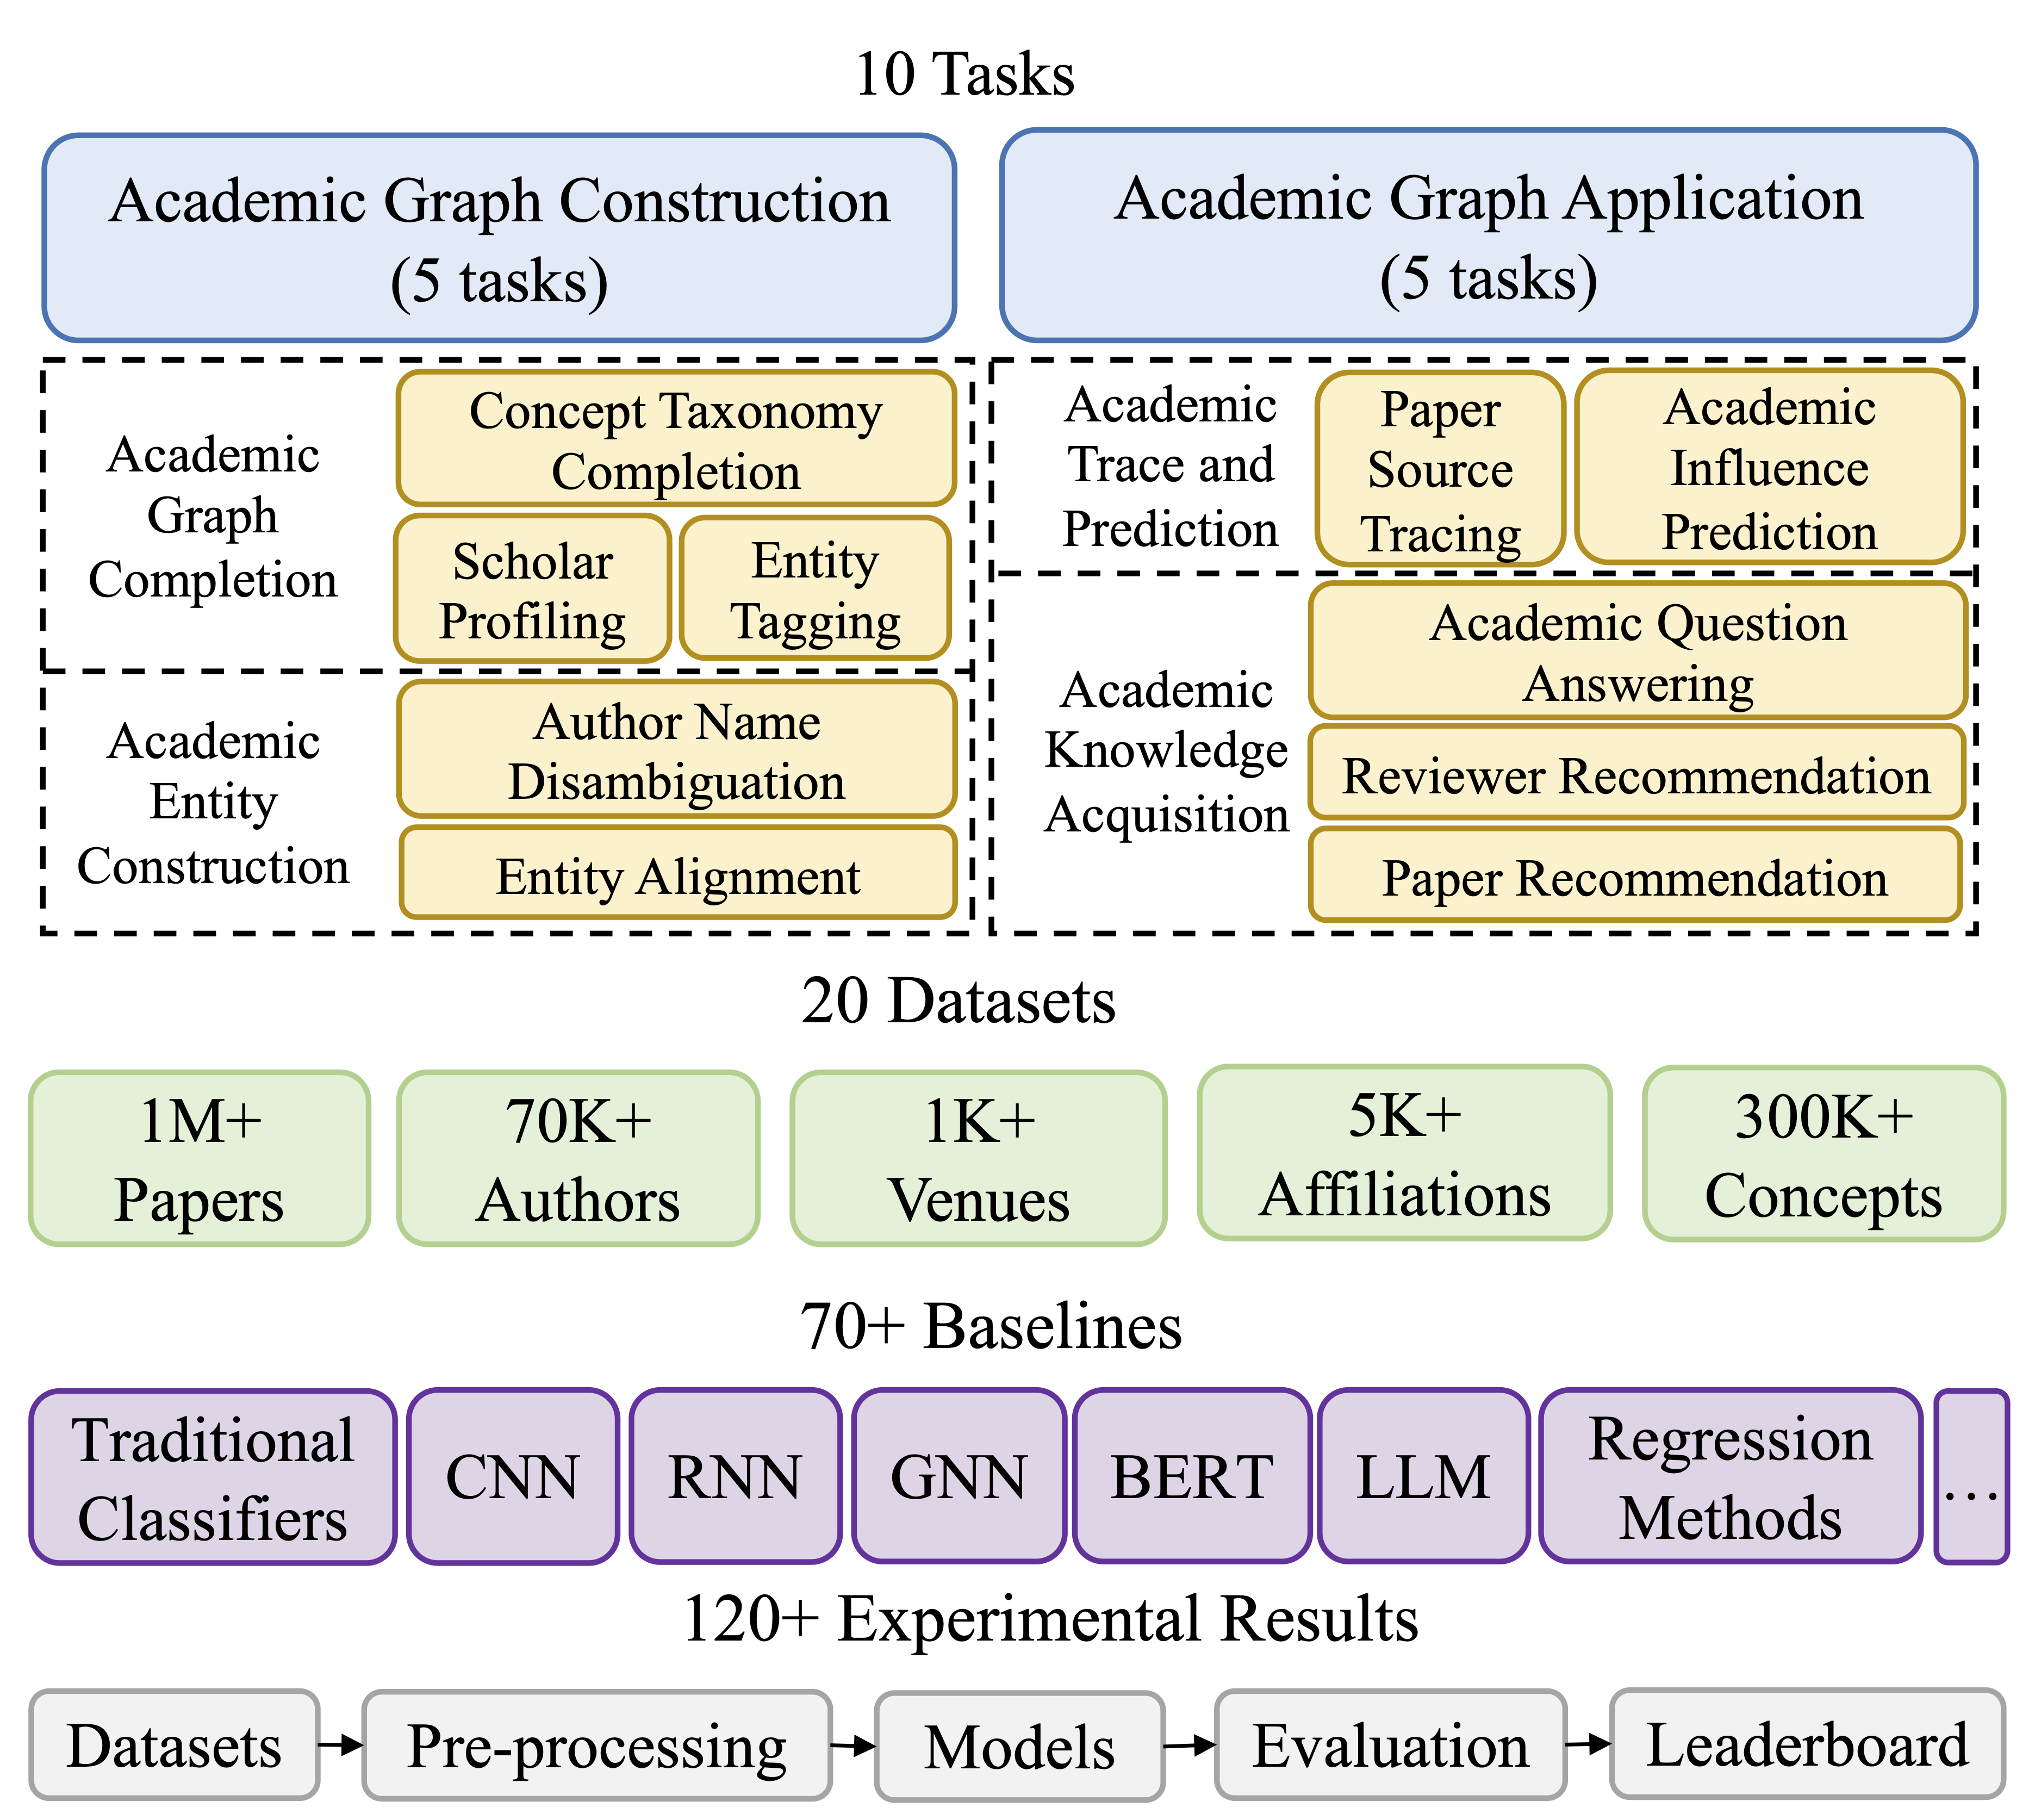 10 Tasks
Academic Graph Construction
(5 tasks)
Academic Graph Application
(5 tasks)
Academic
Graph
Completion
Concept Taxonomy
Completion
Scholar
Profiling
Entity
Tagging
Academic
Entity
Construction
Author Name
Disambiguation
Entity Alignment
Academic
Trace and
Prediction
Paper
Source
Tracing
Academic
Influence
Prediction
Academic
Knowledge
Acquisition
Academic Question
Answering
Reviewer Recommendation
Paper Recommendation
20 Datasets
1M+
Papers
70K+
Authors
1K+
Venues
5K+
Affiliations
300K+
Concepts
70+ Baselines
Traditional
Classifiers
CNN
RNN
GNN
BERT
LLM
Regression
Methods
...
120+ Experimental Results
Datasets
Pre-processing
Models
Evaluation
Leaderboard